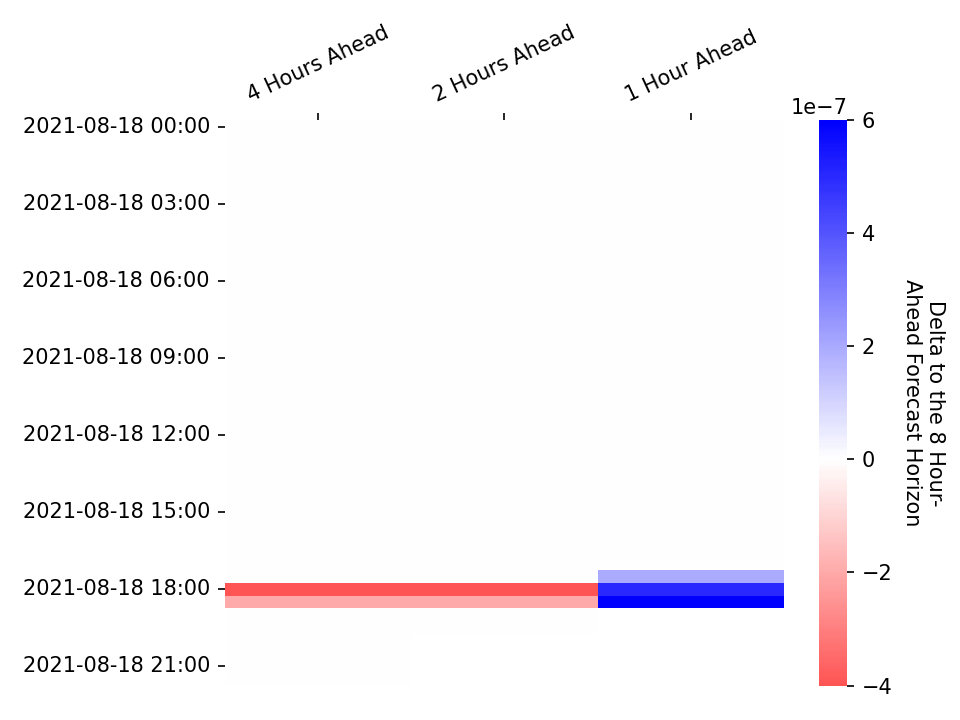 4 Hours Ahead
2 Hours Ahead
1 Hour Ahead
1e−7
2021-08-18 00:00
2021-08-18 03:00
2021-08-18 06:00
2021-08-18 09:00
2021-08-18 12:00
2021-08-18 15:00
2021-08-18 18:00
2021-08-18 21:00
6
4
2
0
−2
−4
Delta to the 8 Hour-
Ahead Forecast Horizon